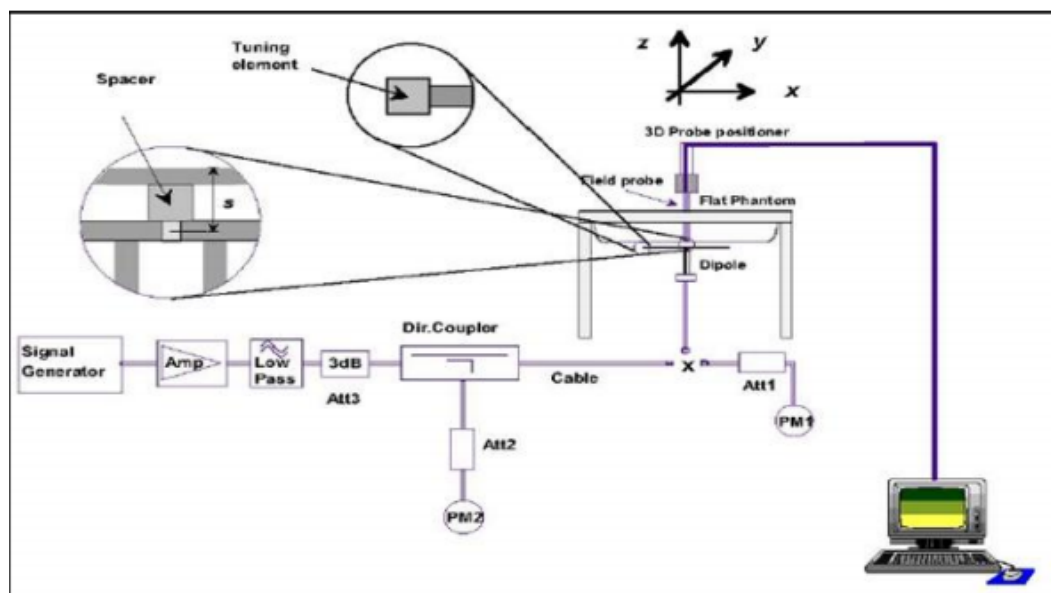 Tuning
element
Spacer
s
z
y
x
3D Probe positioner
Field probe
Flat Phantom
Dipole
Signal
Generator
Amp
Low
Pass
3dB
Att3
Dir.Coupler
Cable
X
Att1
PM1
Att2
PM2